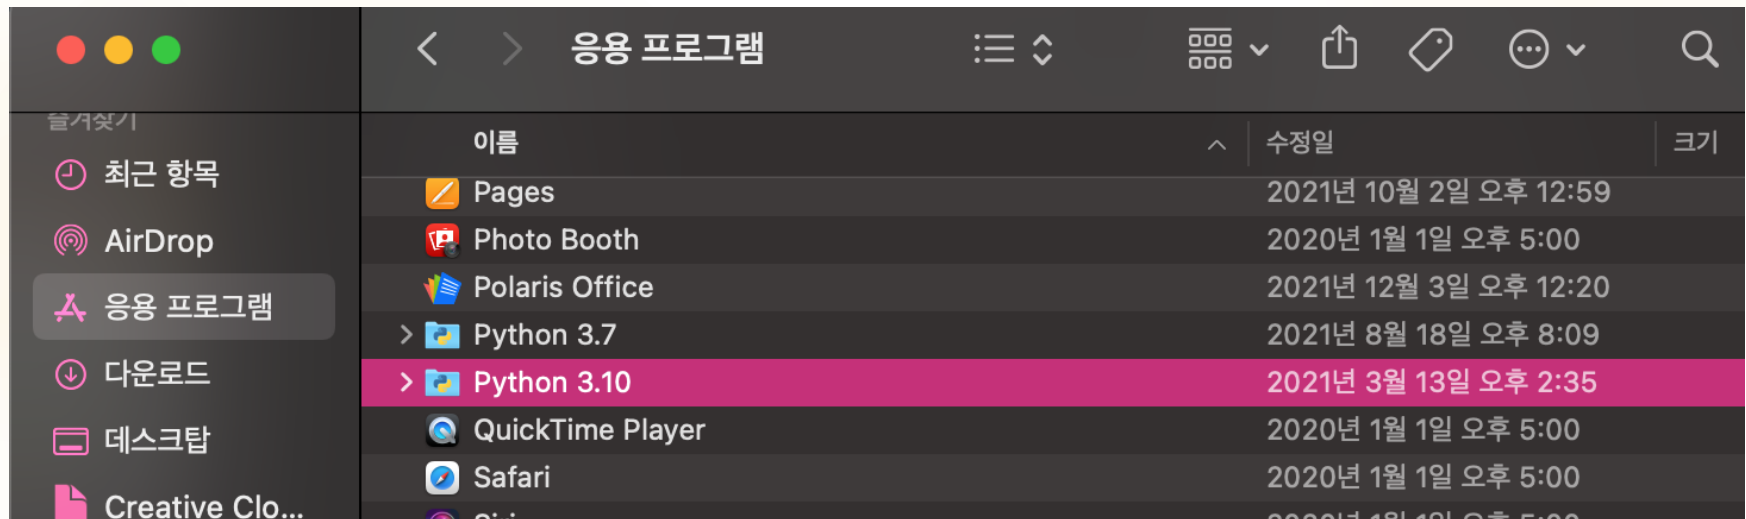 응용 프로그램
즐겨찾기
최근 항목
AirDrop
응용 프로그램
다운로드
데스크탑
Creative Clo...
이름 수정일 크기
Pages 2021년 10월 2일 오후 12:59
Photo Booth 2020년 1월 1일 오후 5:00
Polaris Office 2021년 12월 3일 오후 12:20
Python 3.7 2021년 8월 18일 오후 8:09
Python 3.10 2021년 3월 13일 오후 2:35
QuickTime Player 2020년 1월 1일 오후 5:00
Safari 2020년 1월 1일 오후 5:00